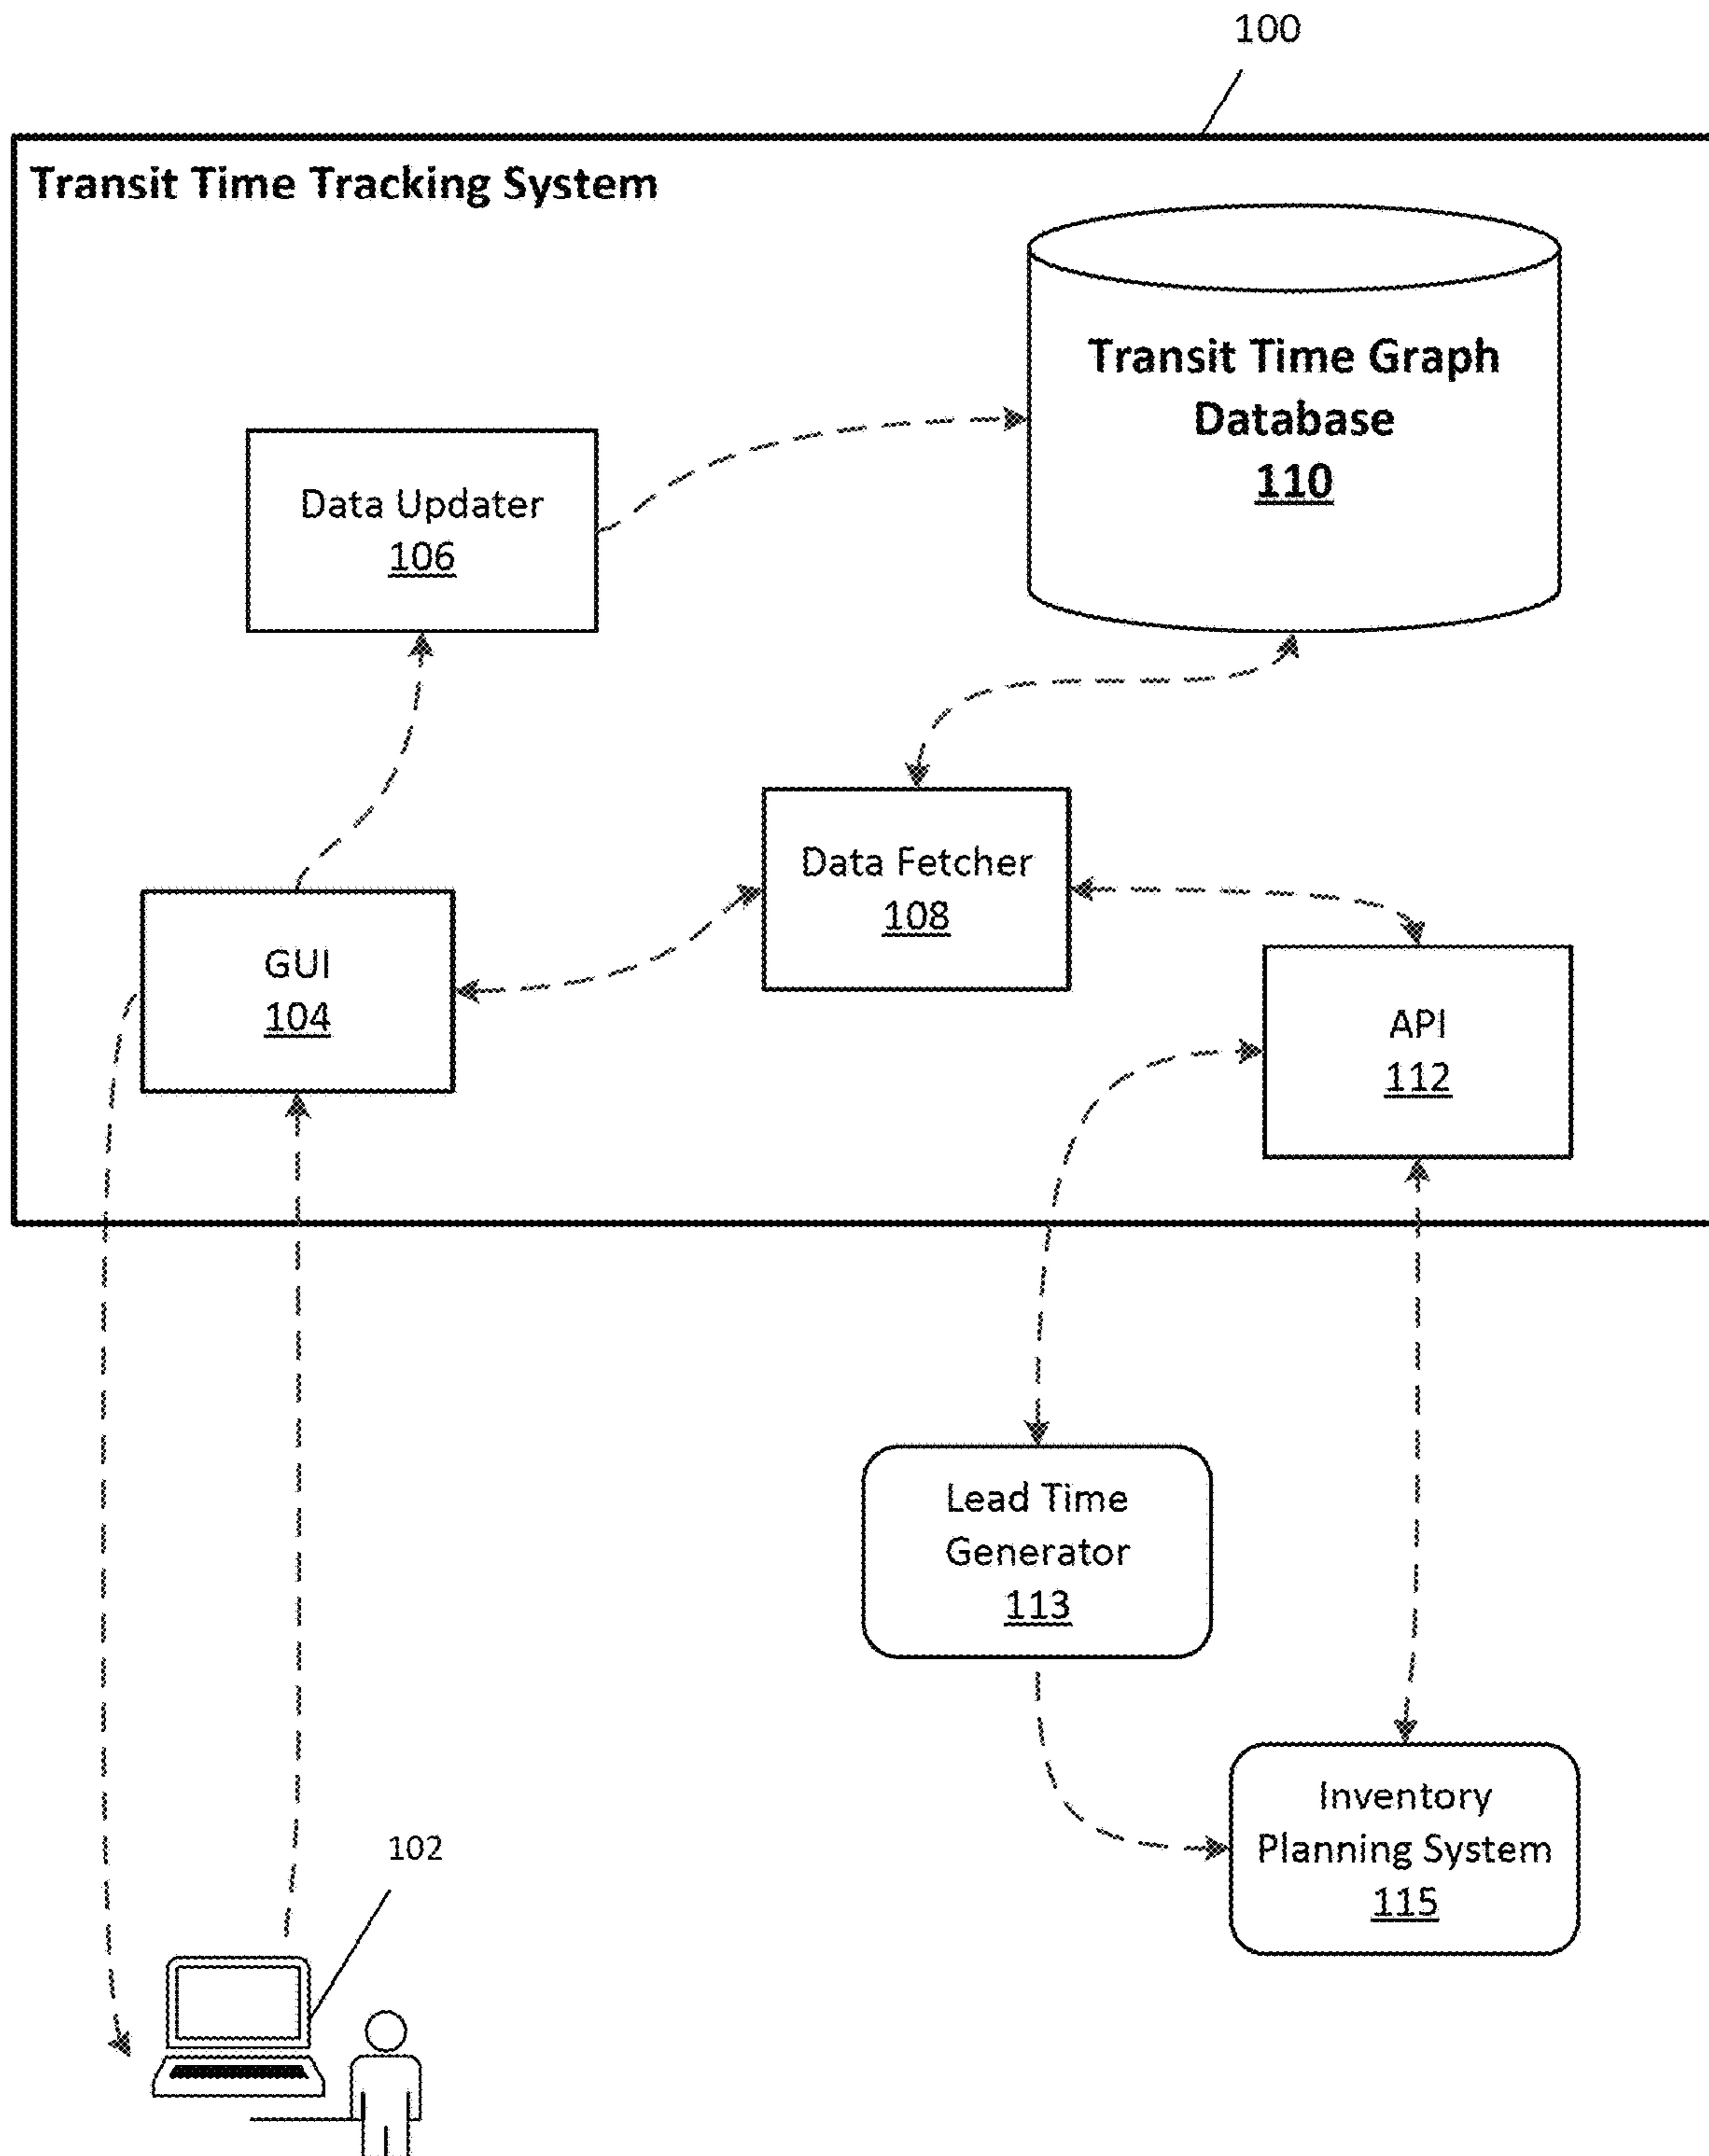 100
Transit Time Tracking System
Transit Time Graph
Database
110
Data Updater
106
Data Fetcher
108
GUI
104
API
112
Lead Time
Generator
113
Inventory
Planning System
115
102